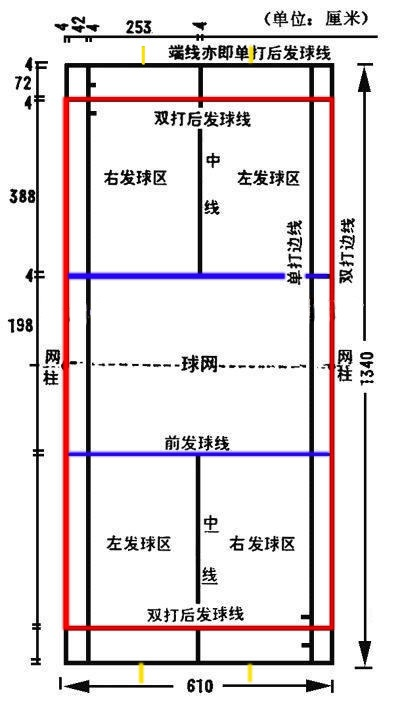 （单位：厘米）
4
42
4
253
4
端线亦即单打后发球线
4
72
4
双打后发球线
右发球区
中线
左发球区
388
单打边线
双打边线
4
198
网柱
球网
网柱
1340
前发球线
左发球区
中线
右发球区
双打后发球线
610